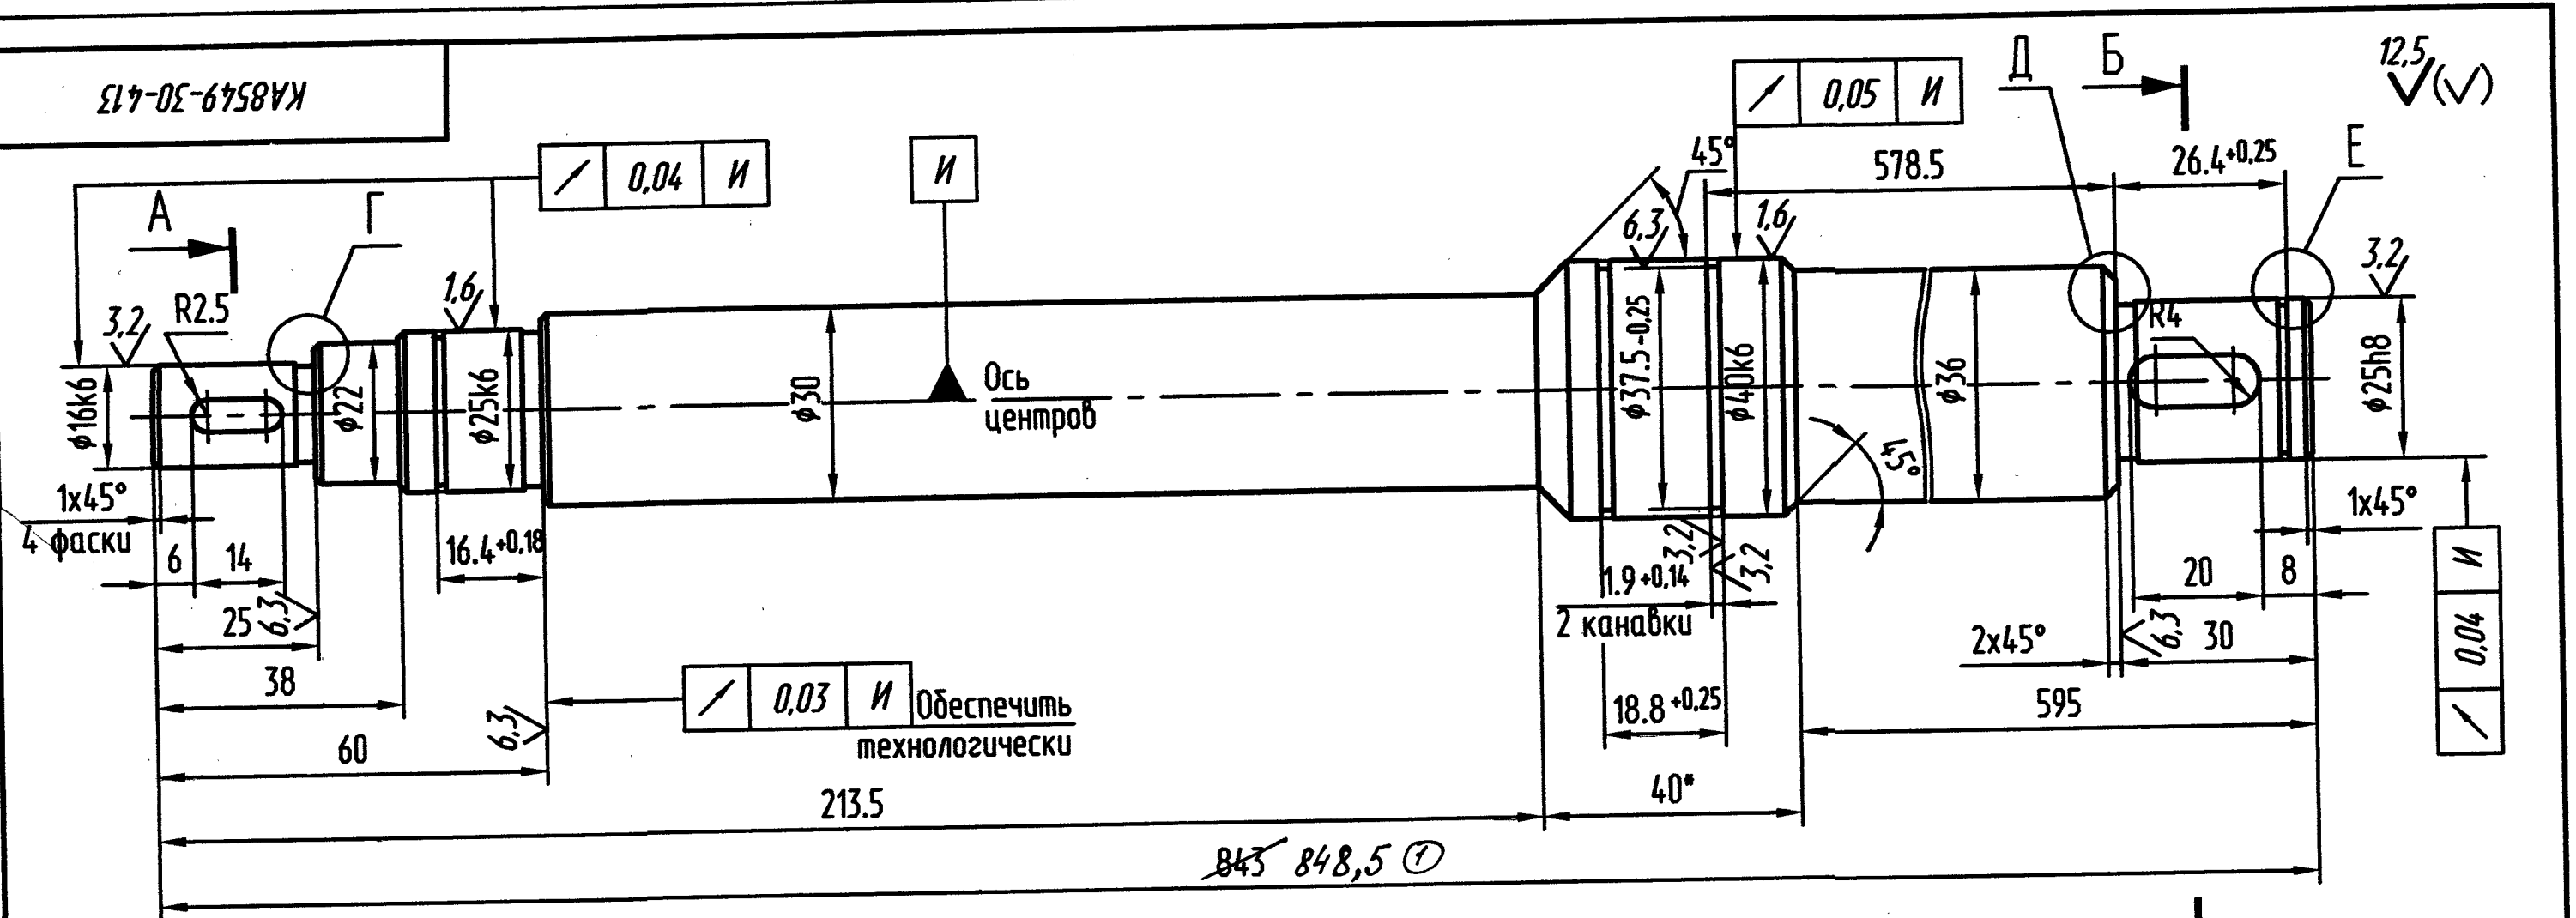 КА8549-30-413
12,5
(√)
Д
Б
Е
0,05 И
45°
578.5
26.4+0,25
0,04 И
И
А
Г
6,3
1,6
3,2
3,2
R2.5
1,6
R4
ϕ16k6
ϕ22
ϕ25k6
ϕ30
Ось
центров
ϕ37.5-0,25
ϕ40k6
ϕ36
ϕ25h8
45°
1х45°
4 фаски
6
14
16.4+0,18
3,2
3,2
1.9+0,14
2 канавки
1х45°
20
8
И
0,04
25
6,3
2х45°
6,3
30
38
0,03 И
Обеспечить
технологически
6,3
18.8+0,25
595
60
40*
213.5
843 848,5 1